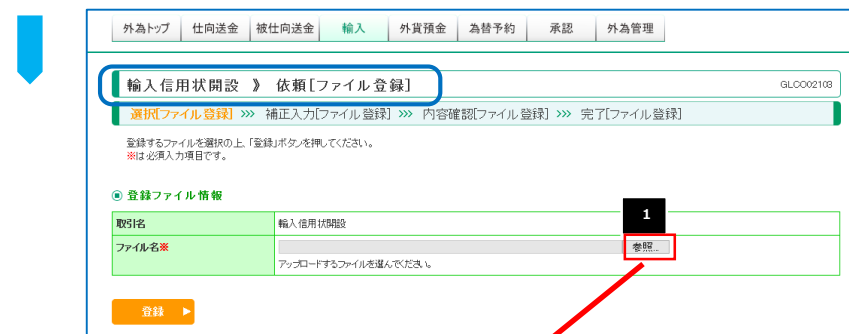 外為トップ 仕向送金 被仕向送金 輸入 外貨預金 為替予約 承認 外為管理
輸入信用状開設 》 依頼[ファイル登録] GLCO02103
選択[ファイル登録] >>> 補正入力[ファイル登録] >>> 内容確認[ファイル登録] >>> 完了[ファイル登録]
登録するファイルを選択の上、「登録」ボタンを押してください。
※は必須入力項目です。
登録ファイル情報
取引名 輸入信用状開設
1
ファイル名※ 参照...
アップロードするファイルを選んでください。
登録